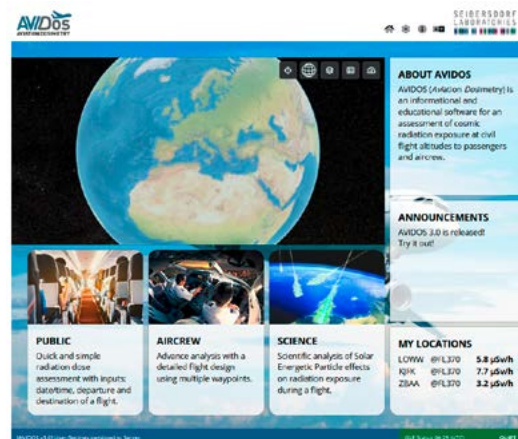 AVIDOS
AVIATION DOSIMETRY
SEIBERSDORF
LABORATORIES
ABOUT AVIDOS
AVIDOS (Aviation Dosimetry) is
an informational and
educational software for an
assessment of cosmic
radiation exposure at civil
flight altitudes to passengers
and aircrew.
ANNOUNCEMENTS
AVIDOS 3.0 is released!
Try it out!
PUBLIC
Quick and simple
radiation dose
assessment with inputs:
date/time, departure and
destination of a flight.
AIRCREW
Advance analysis with a
detailed flight design
using multiple waypoints.
SCIENCE
Scientific analysis of Solar
Energetic Particle effects
on radiation exposure
during a flight.
MY LOCATIONS
LOWW @FL370 5.8 µSv/h
KJFK @FL370 7.7 µSv/h
ZBAA @FL370 3.2 µSv/h